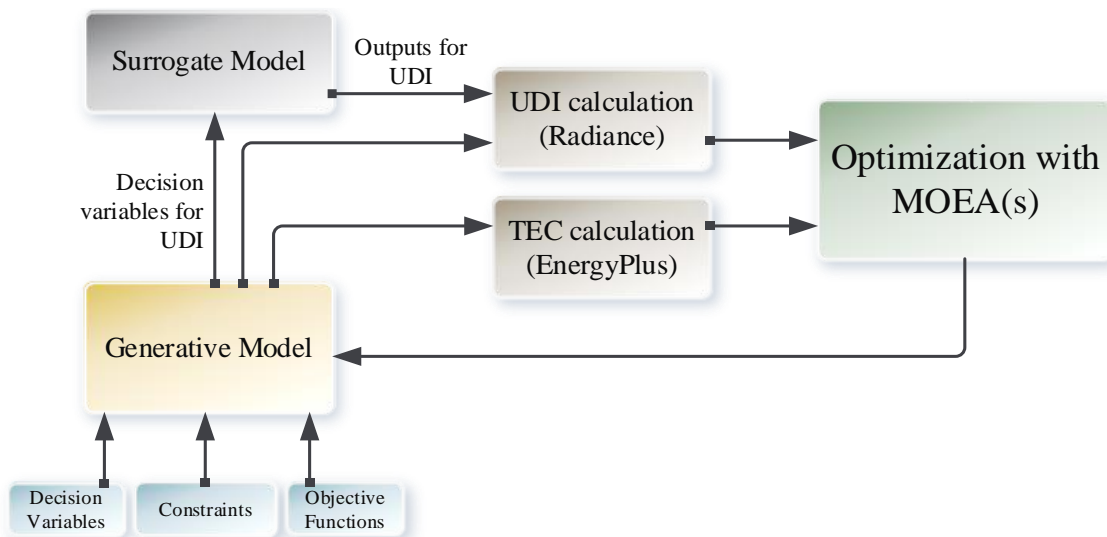 Surrogate Model
Outputs for
UDI
UDI calculation
(Radiance)
Optimization with
MOEA(s)
Decision
variables for
UDI
TEC calculation
(EnergyPlus)
Generative Model
Decision
Variables
Constraints
Objective
Functions